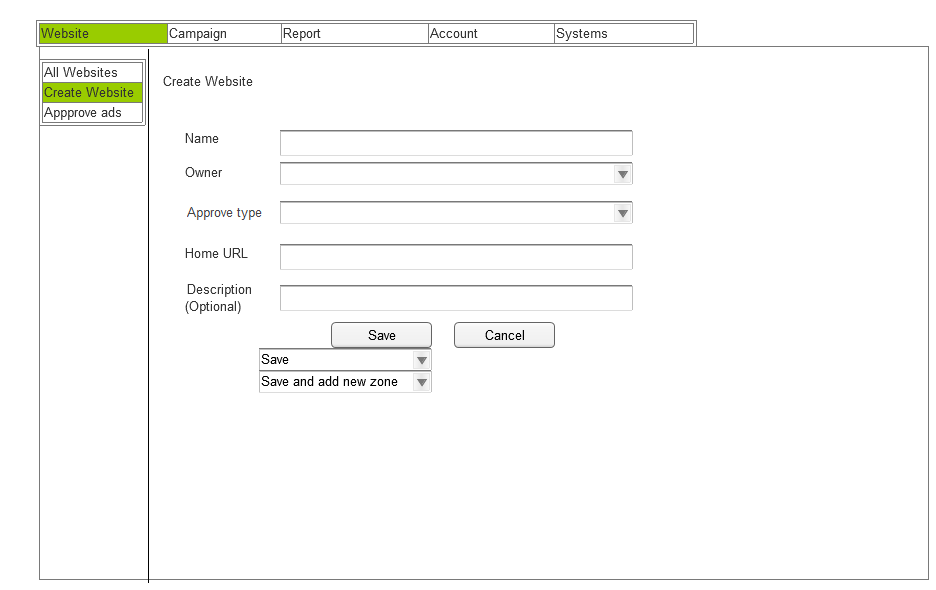 Website Campaign Report Account Systems
All Websites
Create Website
Appprove ads
Create Website
Name
Owner
Approve type
Home URL
Description
(Optional)
Save Cancel
Save
Save and add new zone